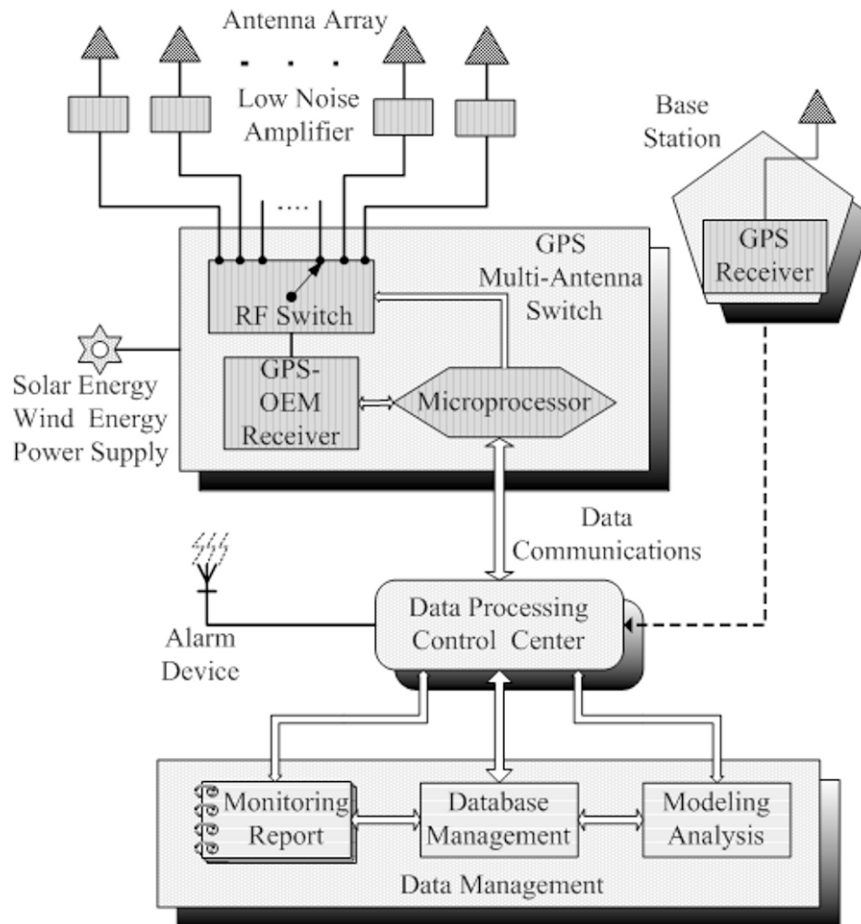 Antenna Array
. . .
Low Noise
Amplifier
Base
Station
....
GPS
Multi-Antenna
Switch
GPS
Receiver
RF Switch
GPS-
OEM
Receiver
Microprocessor
Solar Energy
Wind Energy
Power Supply
Data
Communications
Data Processing
Control Center
Alarm
Device
Monitoring
Report
Database
Management
Modeling
Analysis
Data Management